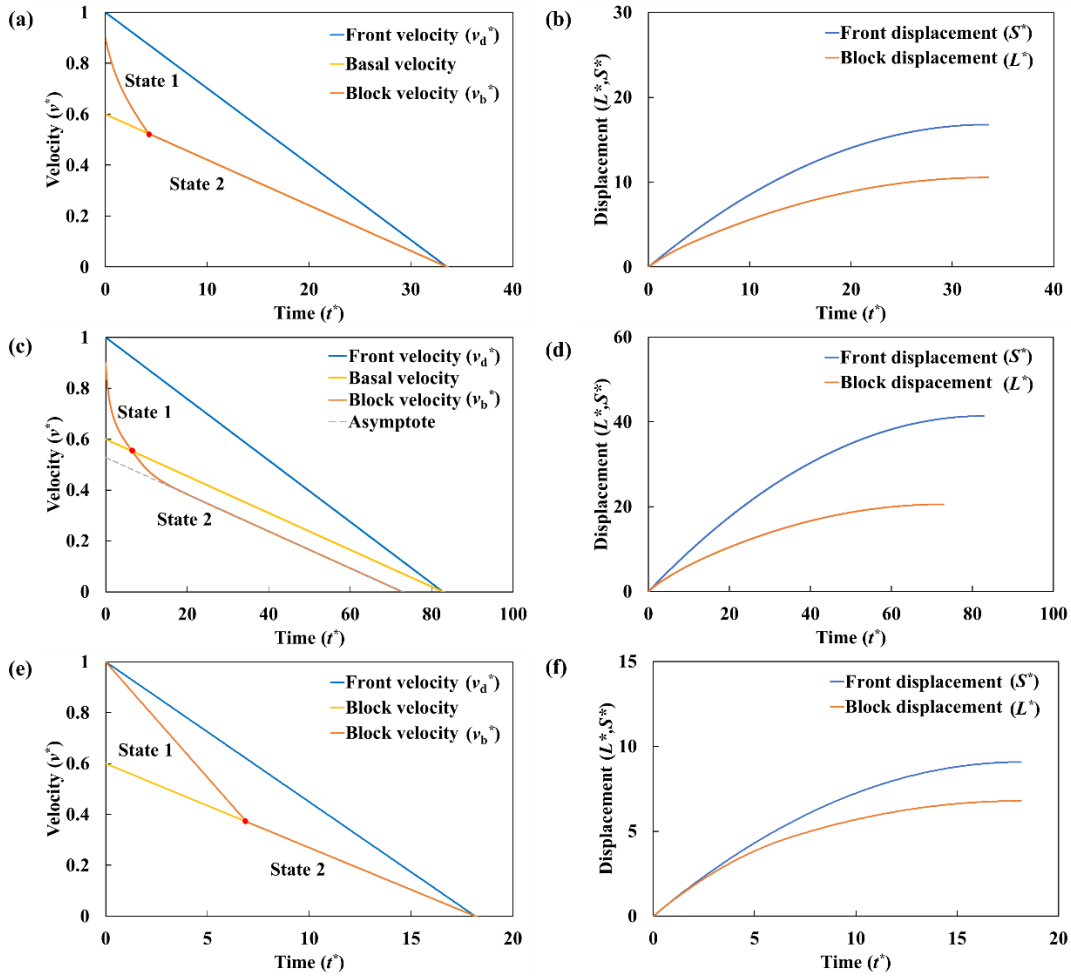 (a)
1
0.8
0.6
0.4
0.2
0
Velocity (v*)
Front velocity (v_d*)
Basal velocity
Block velocity (v_b*)
State 1
State 2
0 10 20 30 40
Time (t*)
(b)
30
20
10
0
Displacement (L*,S*)
Front displacement (S*)
Block displacement (L*)
0 10 20 30 40
Time (t*)
(c)
1
0.8
0.6
0.4
0.2
0
Velocity (v*)
Front velocity (v_d*)
Basal velocity
Block velocity (v_b*)
Asymptote
State 1
State 2
0 20 40 60 80 100
Time (t*)
(d)
60
40
20
0
Displacement (L*,S*)
Front displacement (S*)
Block dispacement (L*)
0 20 40 60 80 100
Time (t*)
(e)
1
0.8
0.6
0.4
0.2
0
Velocity (v*)
Front velocity (v_d*)
Block velocity
Block velocity (v_b*)
State 1
State 2
0 5 10 15 20
Time (t*)
(f)
15
10
5
0
Displacement (L*,S*)
Front displacement (S*)
Block displacement (L*)
0 5 10 15 20
Time (t*)